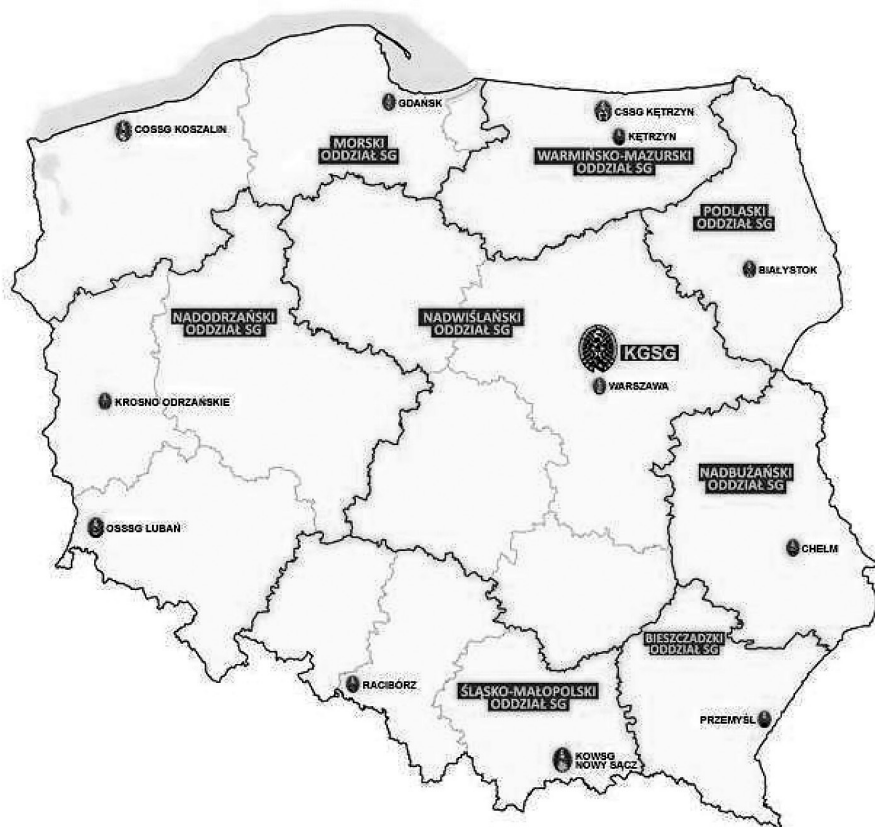 GDAŃSK
CSSG KĘTRZYN
COSSG KOSZALIN
KĘTRZYN
MORSKI
ODDZIAŁ SG
WARMIŃSKO-MAZURSKI
ODDZIAŁ SG
PODLASKI
ODDZIAŁ SG
BIAŁYSTOK
NADODRZAŃSKI
ODDZIAŁ SG
NADWIŚLAŃSKI
ODDZIAŁ SG
KGSG
WARSZAWA
KROSNO ODRZAŃSKIE
NADBUŻAŃSKI
ODDZIAŁ SG
OSSSG LUBAŃ
CHEŁM
BIESZCZADZKI
ODDZIAŁ SG
RACIBÓRZ
ŚLĄSKO-MAŁOPOLSKI
ODDZIAŁ SG
PRZEMYŚL
KOWSG
NOWY SĄCZ